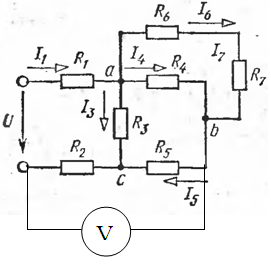 R6 I6
I1 R1 a I4 R4 I7 R7
U I3 R3 b
R2 c R5 I5
V